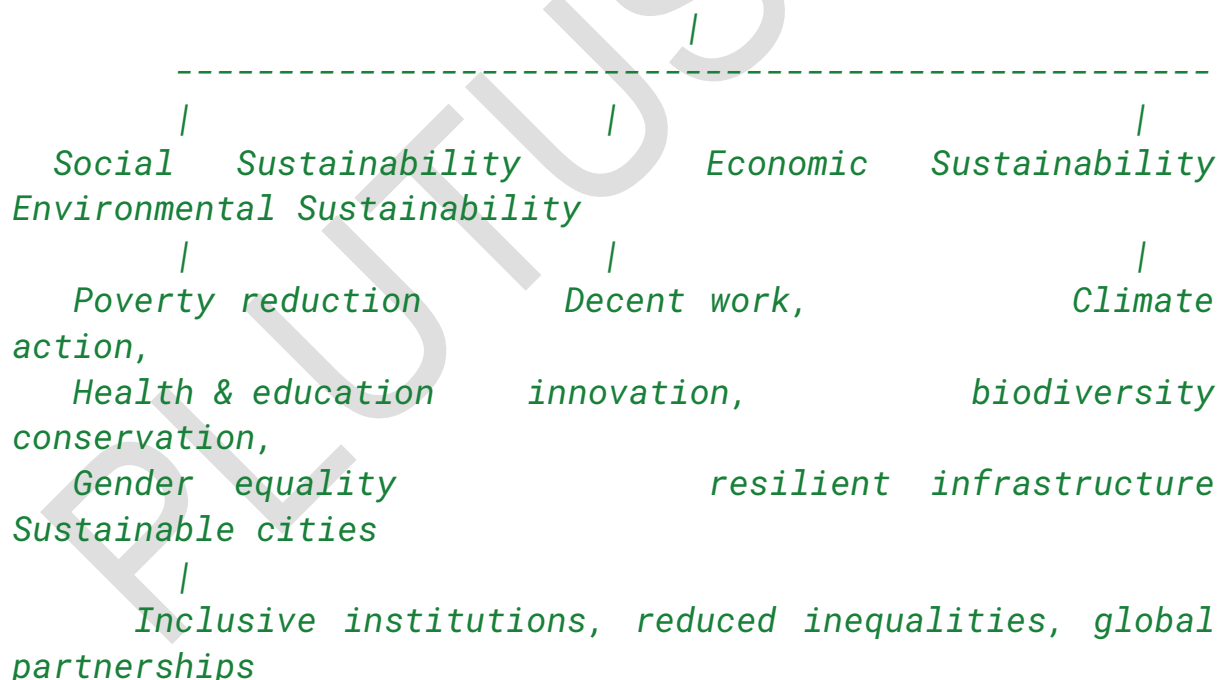 |
---------------------------------------------------
| | |
Social Sustainability Economic Sustainability
Environmental Sustainability
| | |
Poverty reduction Decent work, Climate
action,
Health & education innovation, biodiversity
conservation,
Gender equality resilient infrastructure
Sustainable cities
|
Inclusive institutions, reduced inequalities, global
partnerships
PLUTUS